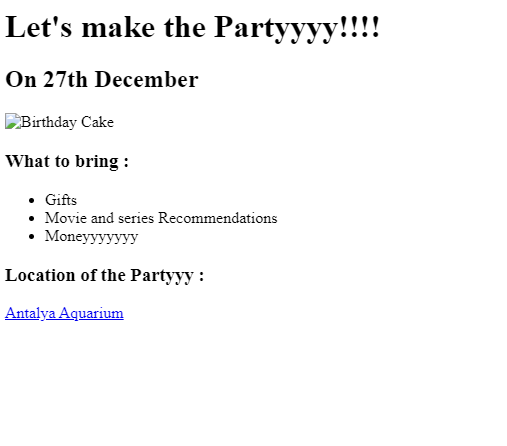 Let's make the Partyyyy!!!!
On 27th December
Birthday Cake
What to bring :
Gifts
Movie and series Recommendations
Moneyyyyyyy
Location of the Partyyy :
Antalya Aquarium